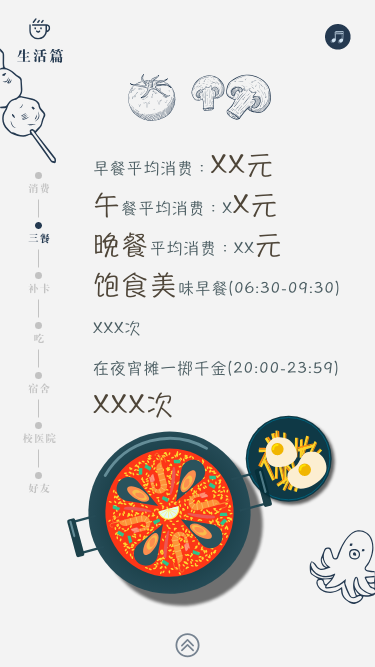 生活篇
早餐平均消费：XX元
午餐平均消费：XX元
晚餐平均消费：XX元
饱食美味早餐(06:30-09:30)
XXX次
在夜宵摊一掷千金(20:00-23:59)
XXX次
消费
三餐
补卡
吃
宿舍
校医院
好友